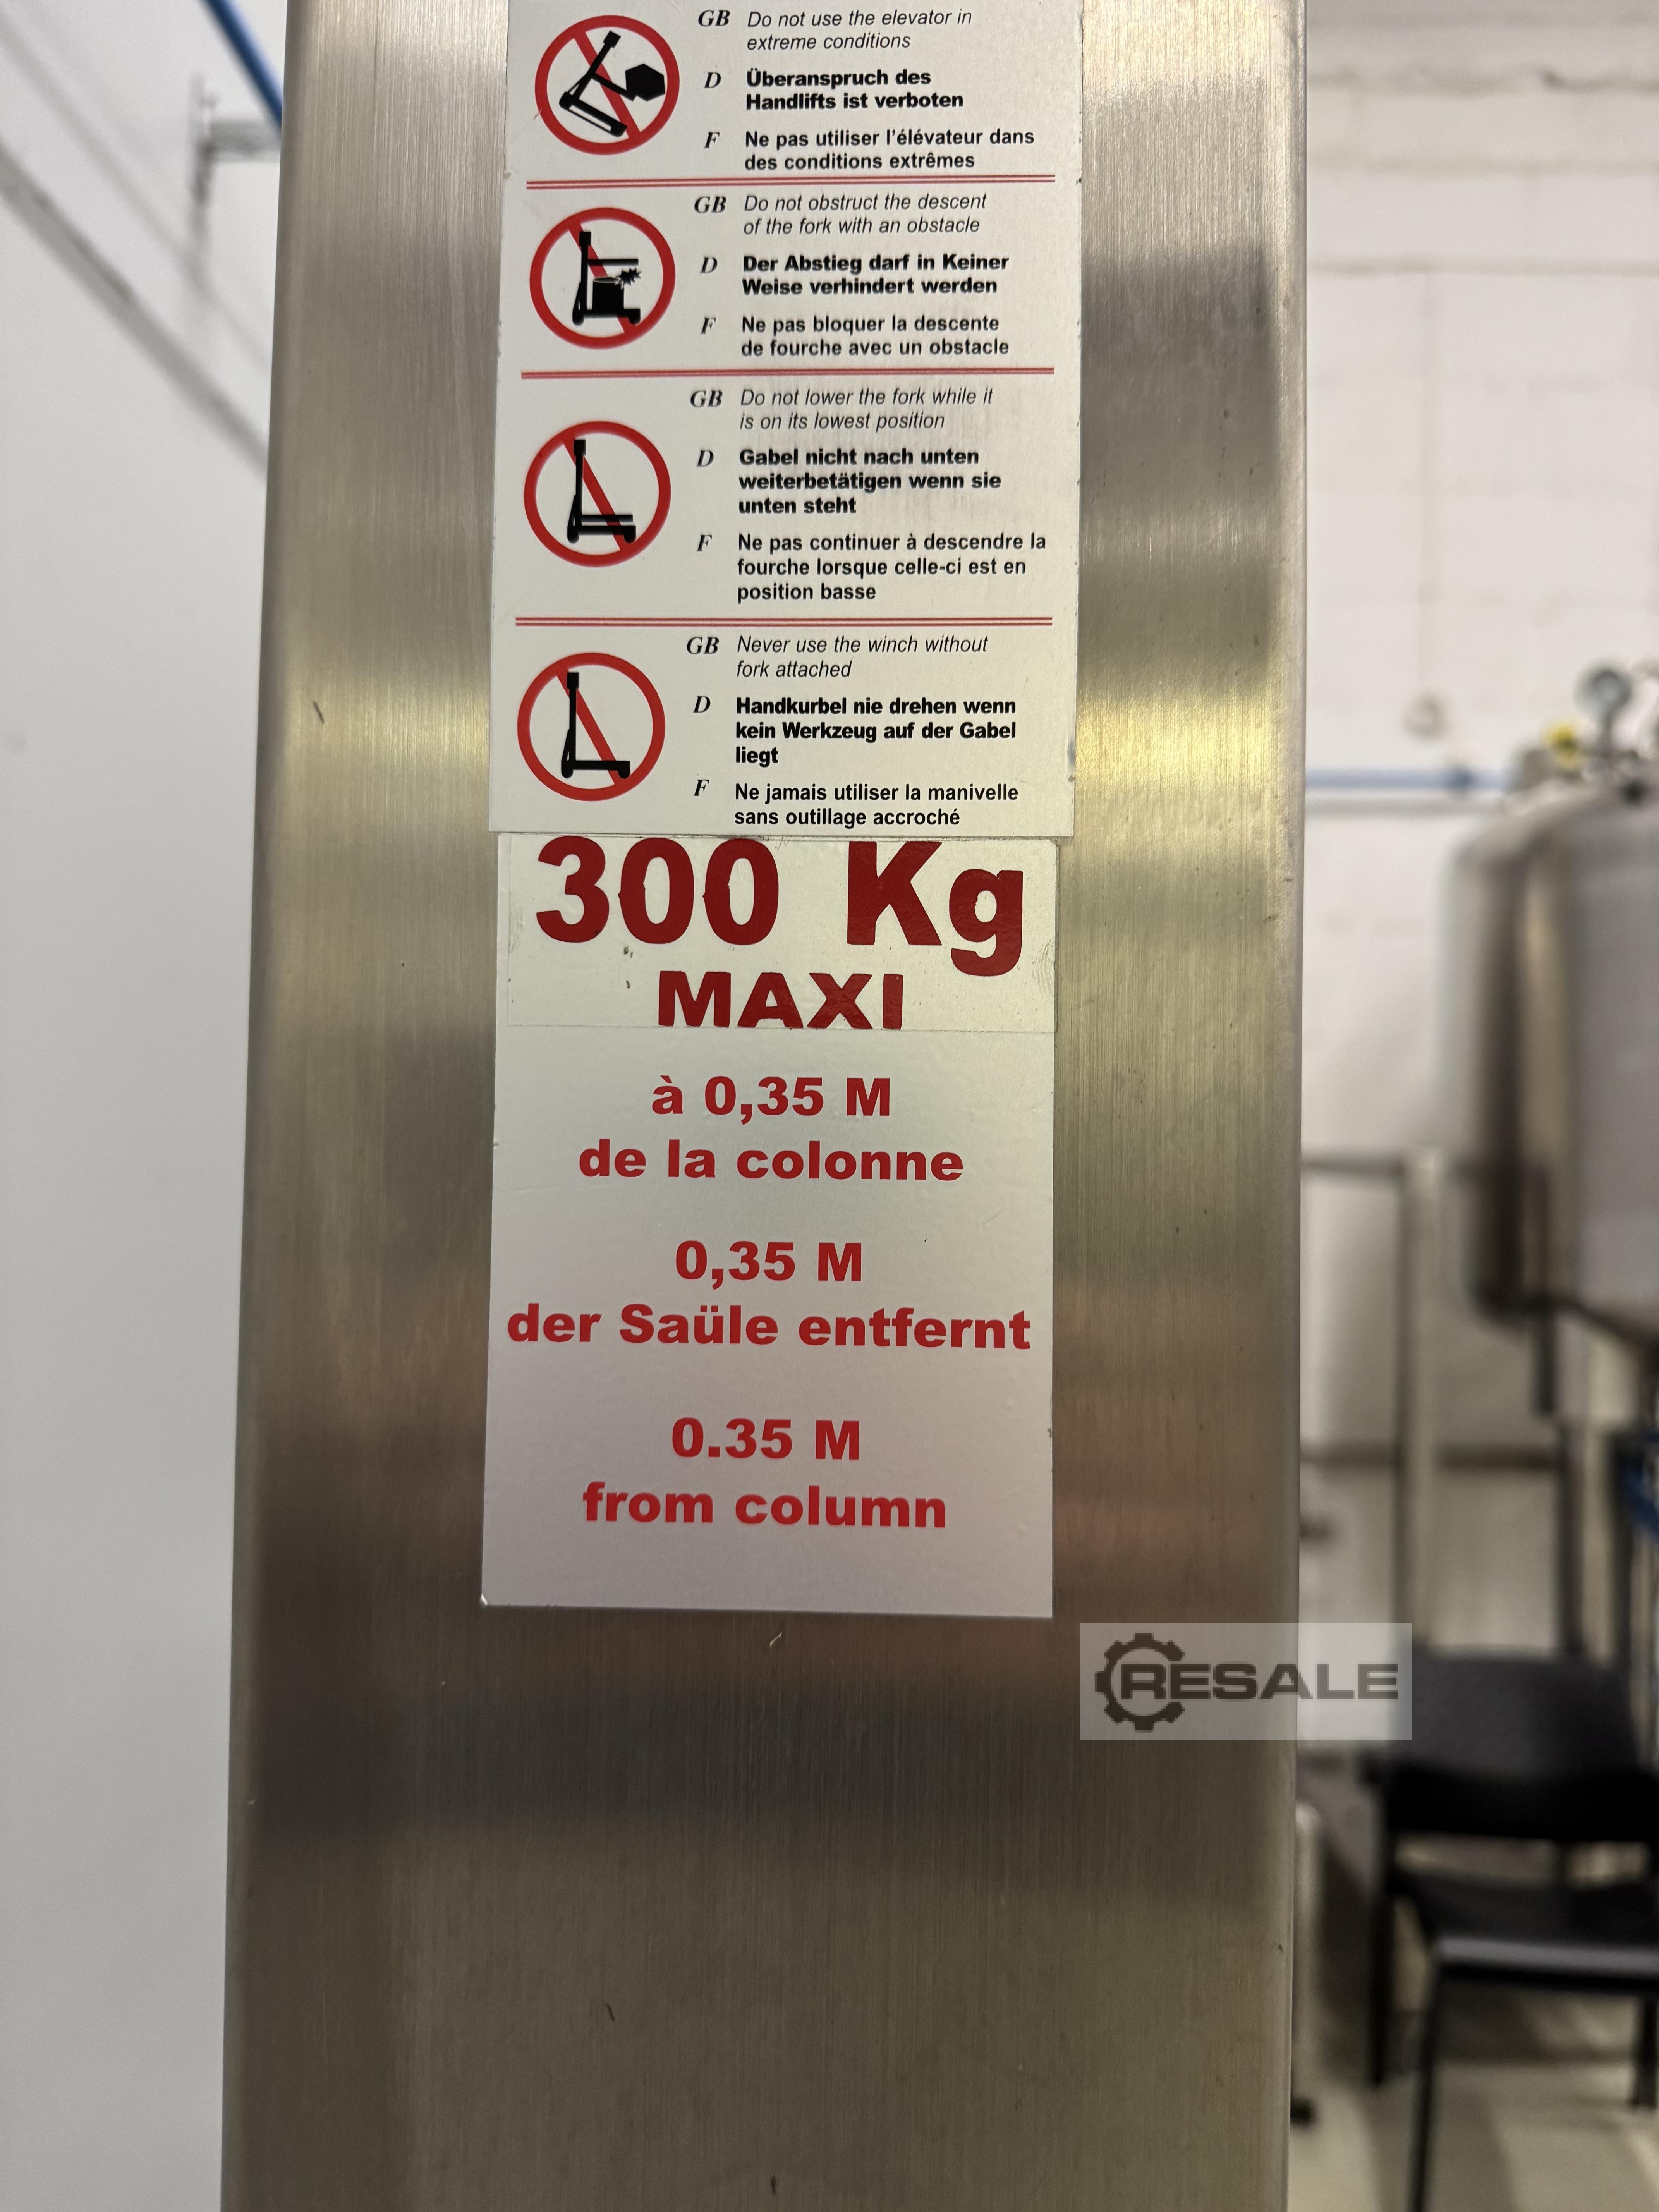 GB Do not use the elevator in
extreme conditions
D Überanspruch des
Handlifts ist verboten
F Ne pas utiliser l'élévateur dans
des conditions extrêmes
GB Do not obstruct the descent
of the fork with an obstacle
D Der Abstieg darf in Keiner
Weise verhindert werden
F Ne pas bloquer la descente
de fourche avec un obstacle
GB Do not lower the fork while it
is on its lowest position
D Gabel nicht nach unten
weiterbetätigen wenn sie
unten steht
F Ne pas continuer à descendre la
fourche lorsque celle-ci est en
position basse
GB Never use the winch without
fork attached
D Handkurbel nie drehen wenn
kein Werkzeug auf der Gabel
liegt
F Ne jamais utiliser la manivelle
sans outillage accroché
300 Kg
MAXI
à 0,35 M
de la colonne
0,35 M
der Saüle entfernt
0.35 M
from column
RESALE